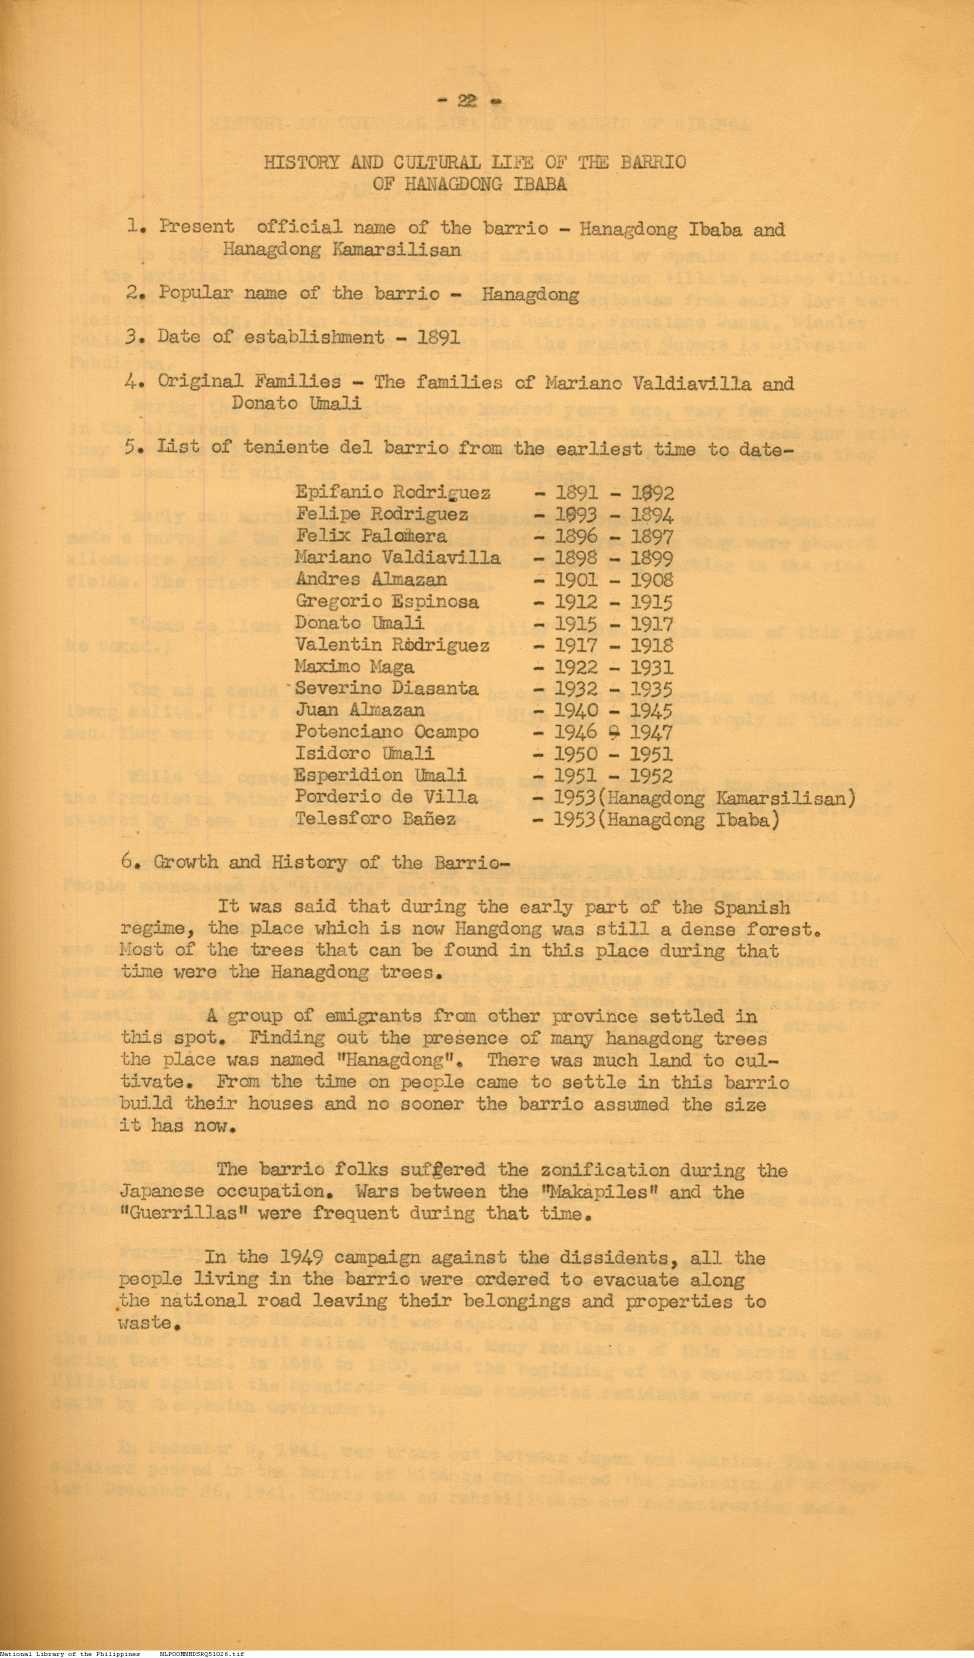 - 22 -
HISTORY AND CULTURAL LIFE OF THE BARRIO
OF HANAGDONG IBABA
1. Present official name of the barrio - Hanagdong Ibaba and
Hanagdong Kamarsilisan
2. Popular name of the barrio - Hanagdong
3. Date of establishment - 1891
4. Original Families - The families of Mariano Valdiavilla and
Donato Umali
5. List of teniente del barrio from the earliest time to date-
Epifanio Rodriguez - 1891 - 1892
Felipe Rodriguez - 1893 - 1894
Felix Palomera - 1896 - 1897
Mariano Valdiavilla - 1898 - 1899
Andres Almazan - 1901 - 1908
Gregorio Espinosa - 1912 - 1915
Donato Umali - 1915 - 1917
Valentin Rodriguez - 1917 - 1918
Maximo Maga - 1922 - 1931
Severino Diasanta - 1932 - 1935
Juan Almazan - 1940 - 1945
Potenciano Ocampo - 1946 - 1947
Isidoro Umali - 1950 - 1951
Esperidion Umali - 1951 - 1952
Porderio de Villa - 1953(Hanagdong Kamarsilisan)
Telesforo Bañez - 1953(Hanagdong Ibaba)
6. Growth and History of the Barrio-
It was said that during the early part of the Spanish
regime, the place which is now Hangdong was still a dense forest.
Most of the trees that can be found in this place during that
time were the Hanagdong trees.
A group of emigrants from other province settled in
this spot. Finding out the presence of many hanagdong trees
the place was named "Hanagdong". There was much land to cul-
tivate. From the time on people came to settle in this barrio
build their houses and no sooner the barrio assumed the size
it has now.
The barrio folks suffered the zonification during the
Japanese occupation. Wars between the "Makapiles" and the
"Guerrillas" were frequent during that time.
In the 1949 campaign against the dissidents, all the
people living in the barrio were ordered to evacuate along
the national road leaving their belongings and properties to
waste.
National Library of the Philippines